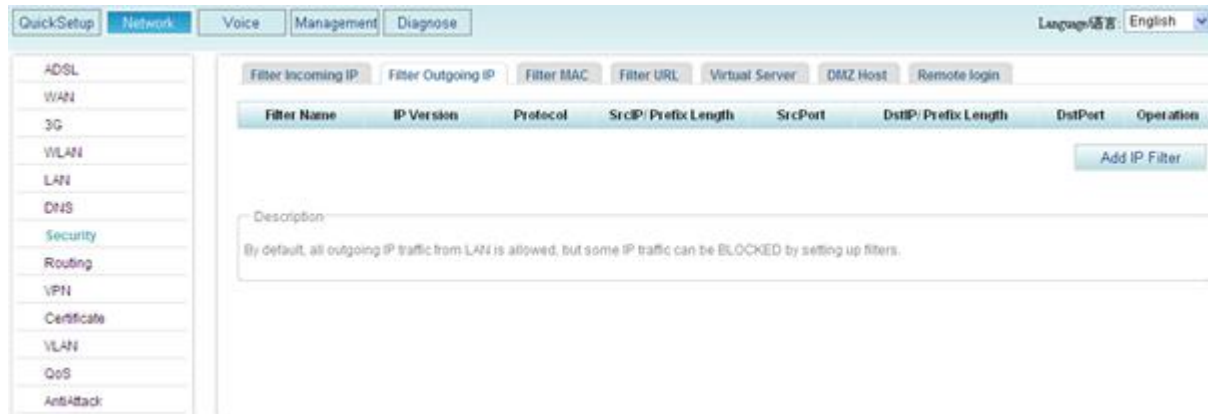 QuickSetup Network Voice Management Diagnose Language/语言: English
ADSL
WAN
3G
WLAN
LAN
DNS
Security
Routing
VPN
Certificate
VLAN
QoS
AntiAttack
Filter Incoming IP Filter Outgoing IP Filter MAC Filter URL Virtual Server DMZ Host Remote login
Filter Name IP Version Protocol SrcIP/Prefix Length SrcPort DstIP/Prefix Length DstPort Operation
Add IP Filter
Description
By default, all outgoing IP traffic from LAN is allowed, but some IP traffic can be BLOCKED by setting up filters.